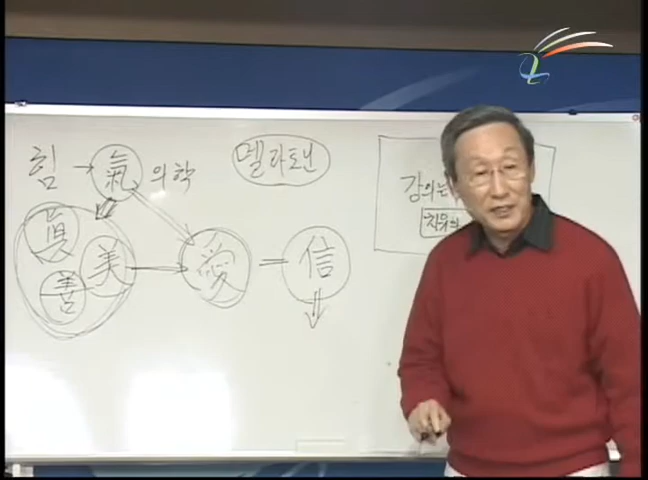 힘 → 氣 의학
멜라토닌
강의는
치유의
眞
善
美
愛 = 信